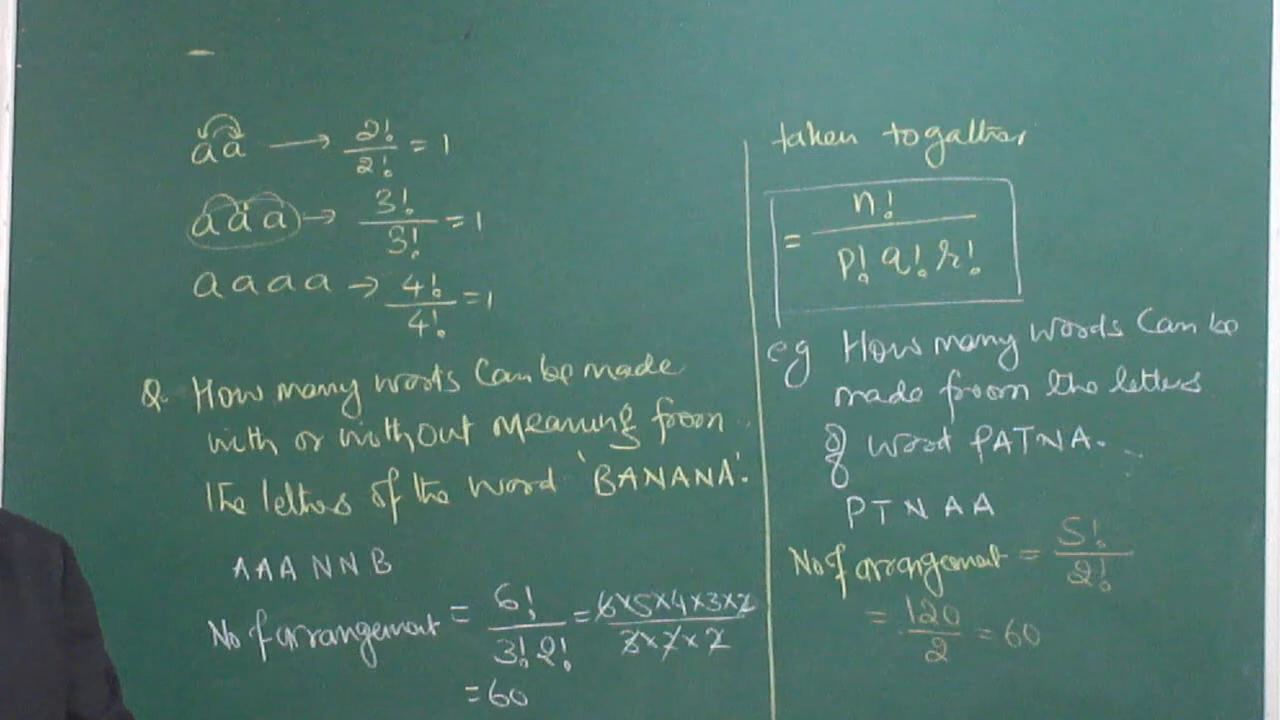 aa → 2!/2! = 1
aaa → 3!/3! = 1
aaaa → 4!/4! = 1
Q. How many words can be made
with or without meaning from
the letters of the word 'BANANA'.
AAANNB
No of arrangement = 6!/3!2! = 6×5×4×3×2/3×2×2
= 60
taken togather
= n!/p! q! r!
eg How many words can be
made from the letters
of word PATNA.
PTNAA
No of arrangement = 5!/2!
= 120/2 = 60